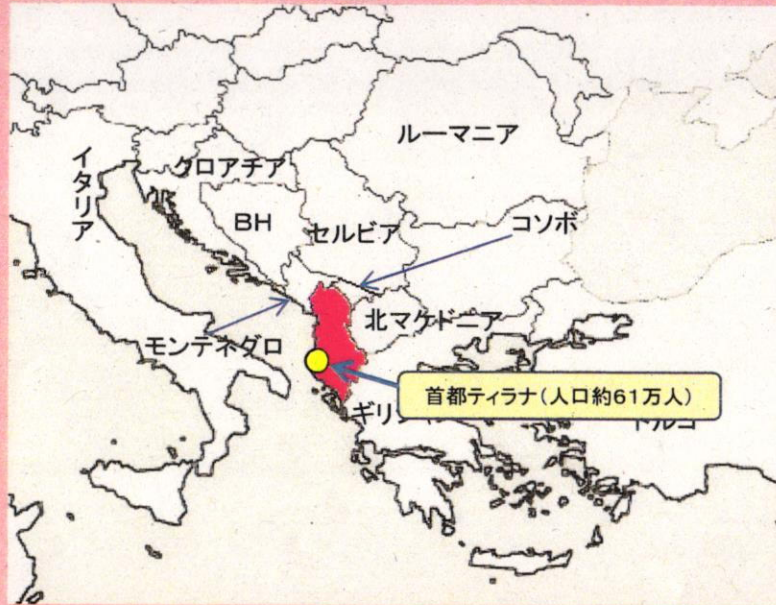 ルーマニア
イタリア
クロアチア
BH
セルビア
コソボ
北マケドニア
モンテネグロ
首都ティラナ(人口約61万人)